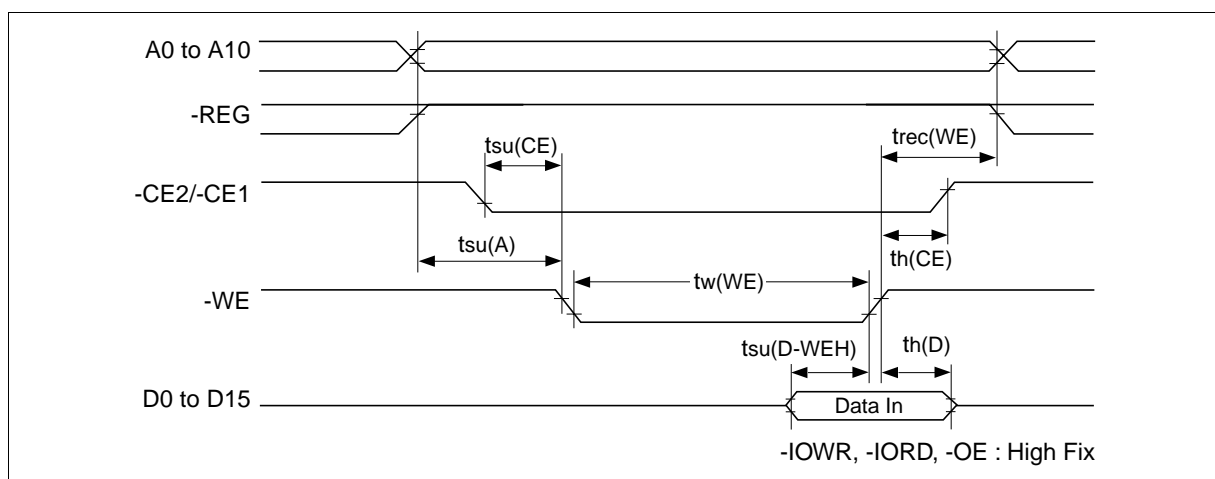 A0 to A10
-REG
tsu(CE)
trec(WE)
-CE2/-CE1
tsu(A)
th(CE)
tw(WE)
-WE
tsu(D-WEH)
th(D)
D0 to D15
Data In
-IOWR, -IORD, -OE : High Fix